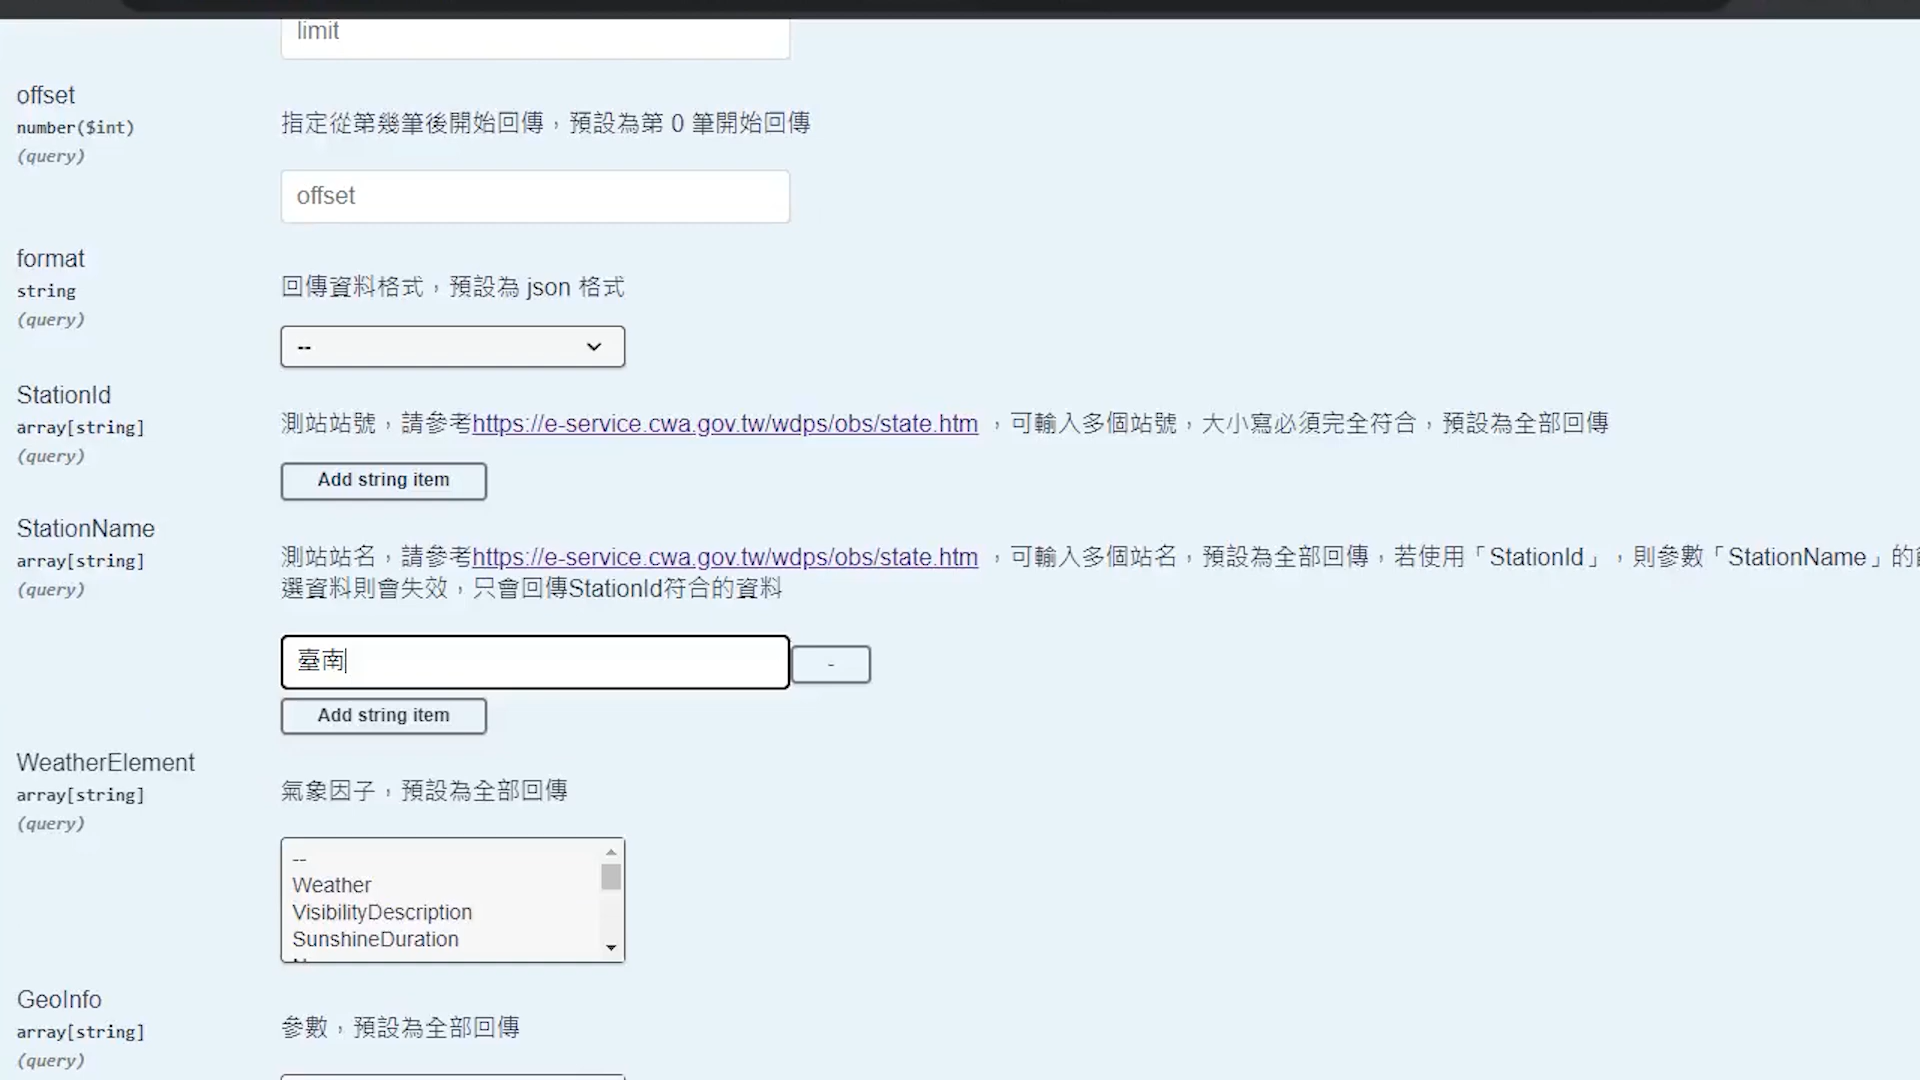 limit
offset
number($int)
(query)
指定從第幾筆後開始回傳，預設為第 0 筆開始回傳
offset
format
string
(query)
回傳資料格式，預設為 json 格式
--
StationId
array[string]
(query)
測站站號，請參考https://e-service.cwa.gov.tw/wdps/obs/state.htm ，可輸入多個站號，大小寫必須完全符合，預設為全部回傳
Add string item
StationName
array[string]
(query)
測站站名，請參考https://e-service.cwa.gov.tw/wdps/obs/state.htm ，可輸入多個站名，預設為全部回傳，若使用「StationId」，則參數「StationName」的
選資料則會失效，只會回傳StationId符合的資料
臺南
-
Add string item
WeatherElement
array[string]
(query)
氣象因子，預設為全部回傳
--
Weather
VisibilityDescription
SunshineDuration
GeoInfo
array[string]
(query)
參數，預設為全部回傳